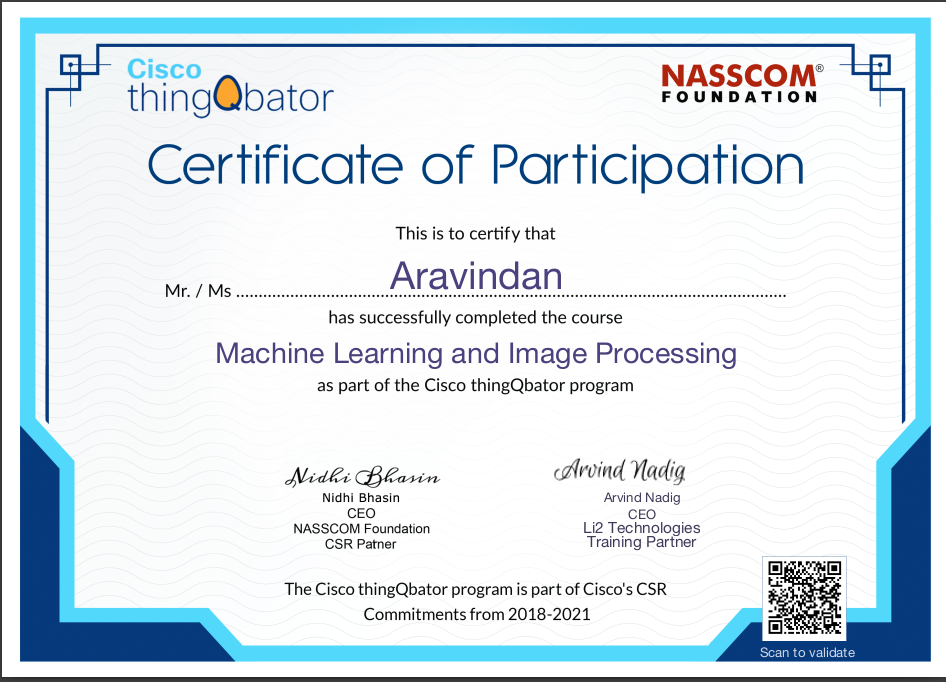 Cisco
thingQbator
NASSCOM®
FOUNDATION
Certificate of Participation
This is to certify that
Mr. / Ms Aravindan
has successfully completed the course
Machine Learning and Image Processing
as part of the Cisco thingQbator program
Nidhi Bhasin
Nidhi Bhasin
CEO
NASSCOM Foundation
CSR Patner
Arvind Nadig
Arvind Nadig
CEO
Li2 Technologies
Training Partner
The Cisco thingQbator program is part of Cisco's CSR
Commitments from 2018-2021
Scan to validate